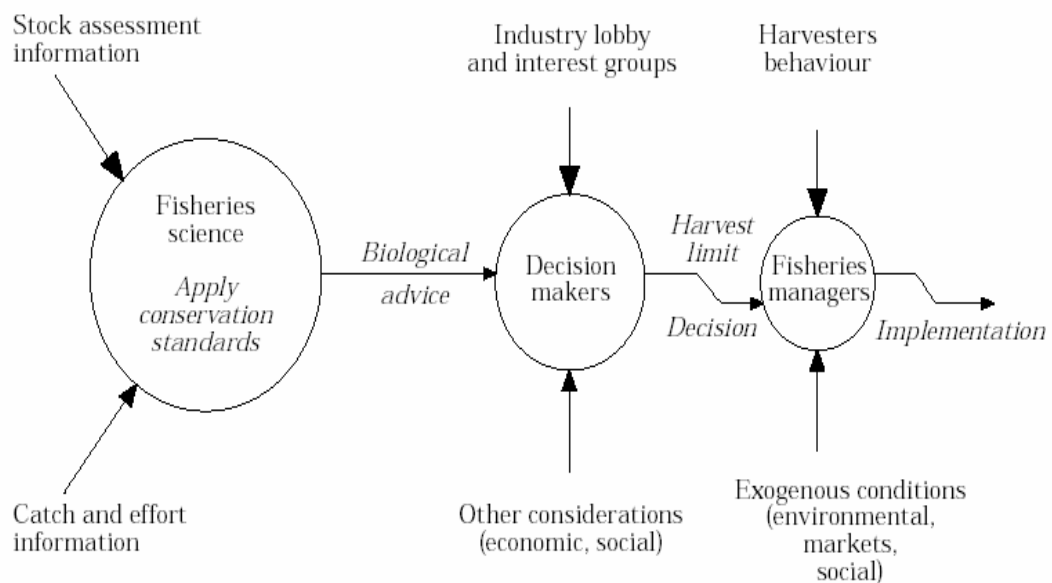 Stock assessment
information
Industry lobby
and interest groups
Harvesters
behaviour
Fisheries
science
Apply
conservation
standards
Biological
advice
Decision
makers
Harvest
limit
Decision
Fisheries
managers
Implementation
Catch and effort
information
Other considerations
(economic, social)
Exogenous conditions
(environmental,
markets,
social)